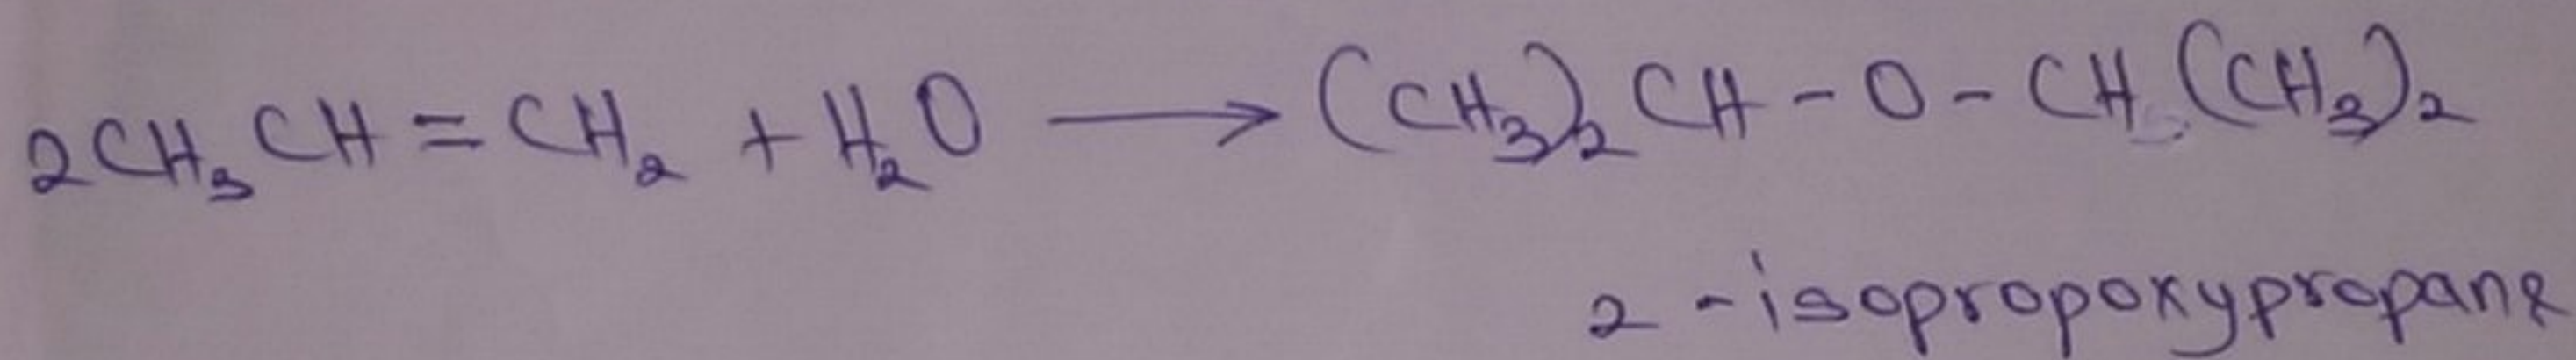 2CH₃CH=CH₂ + H₂O ⟶ (CH₃)₂CH-O-CH(CH₃)₂
2-isopropoxypropane